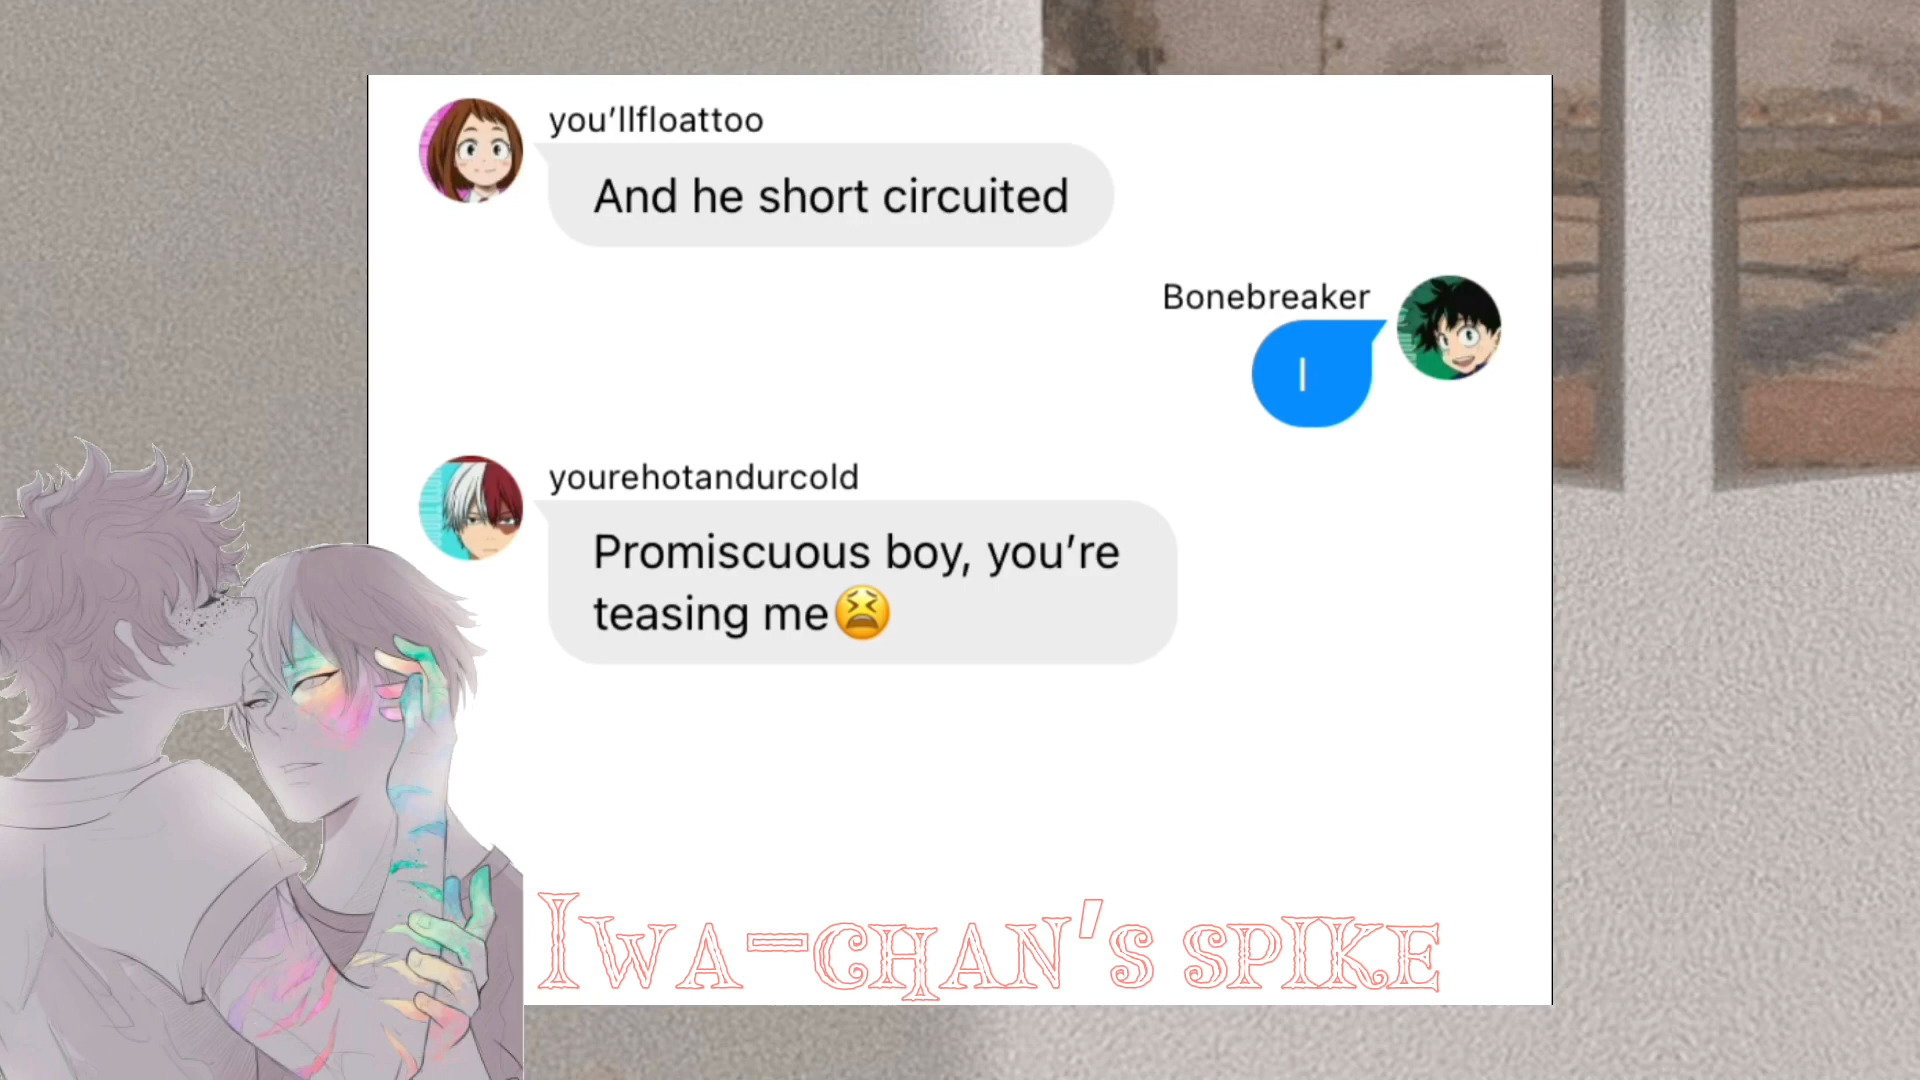 you’llfloattoo
And he short circuited
Bonebreaker
I
yourehotandurcold
Promiscuous boy, you’re
teasing me😫
Iwa-chan's spike